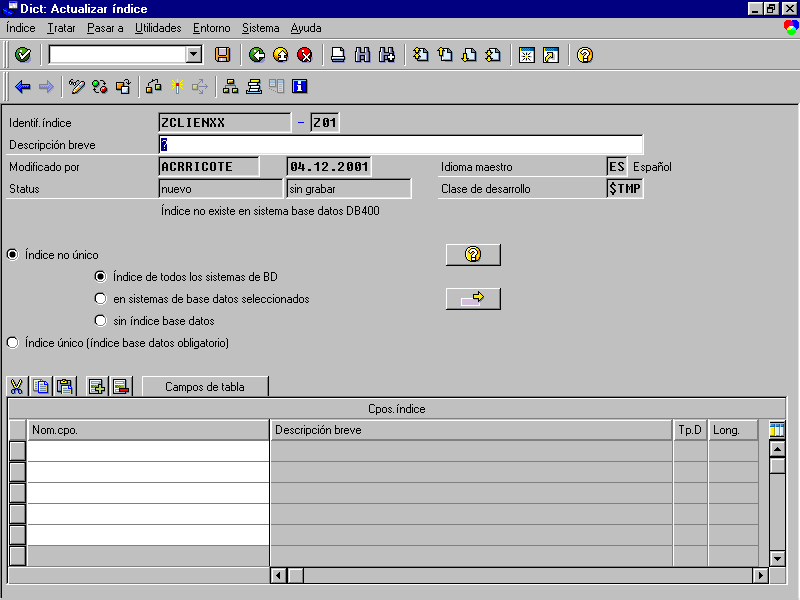 Dict: Actualizar índice
Índice Tratar Pasar a Utilidades Entorno Sistema Ayuda
Identif.índice ZCLIENXX - Z01
Descripción breve ?
Modificado por ACRRICOTE 04.12.2001 Idioma maestro ES Español
Status nuevo sin grabar Clase de desarrollo $TMP
Índice no existe en sistema base datos DB400
Índice no único
Índice de todos los sistemas de BD
en sistemas de base datos seleccionados
sin índice base datos
Índice único (índice base datos obligatorio)
Campos de tabla
Cpos.índice
Nom.cpo. Descripción breve Tp.D Long.